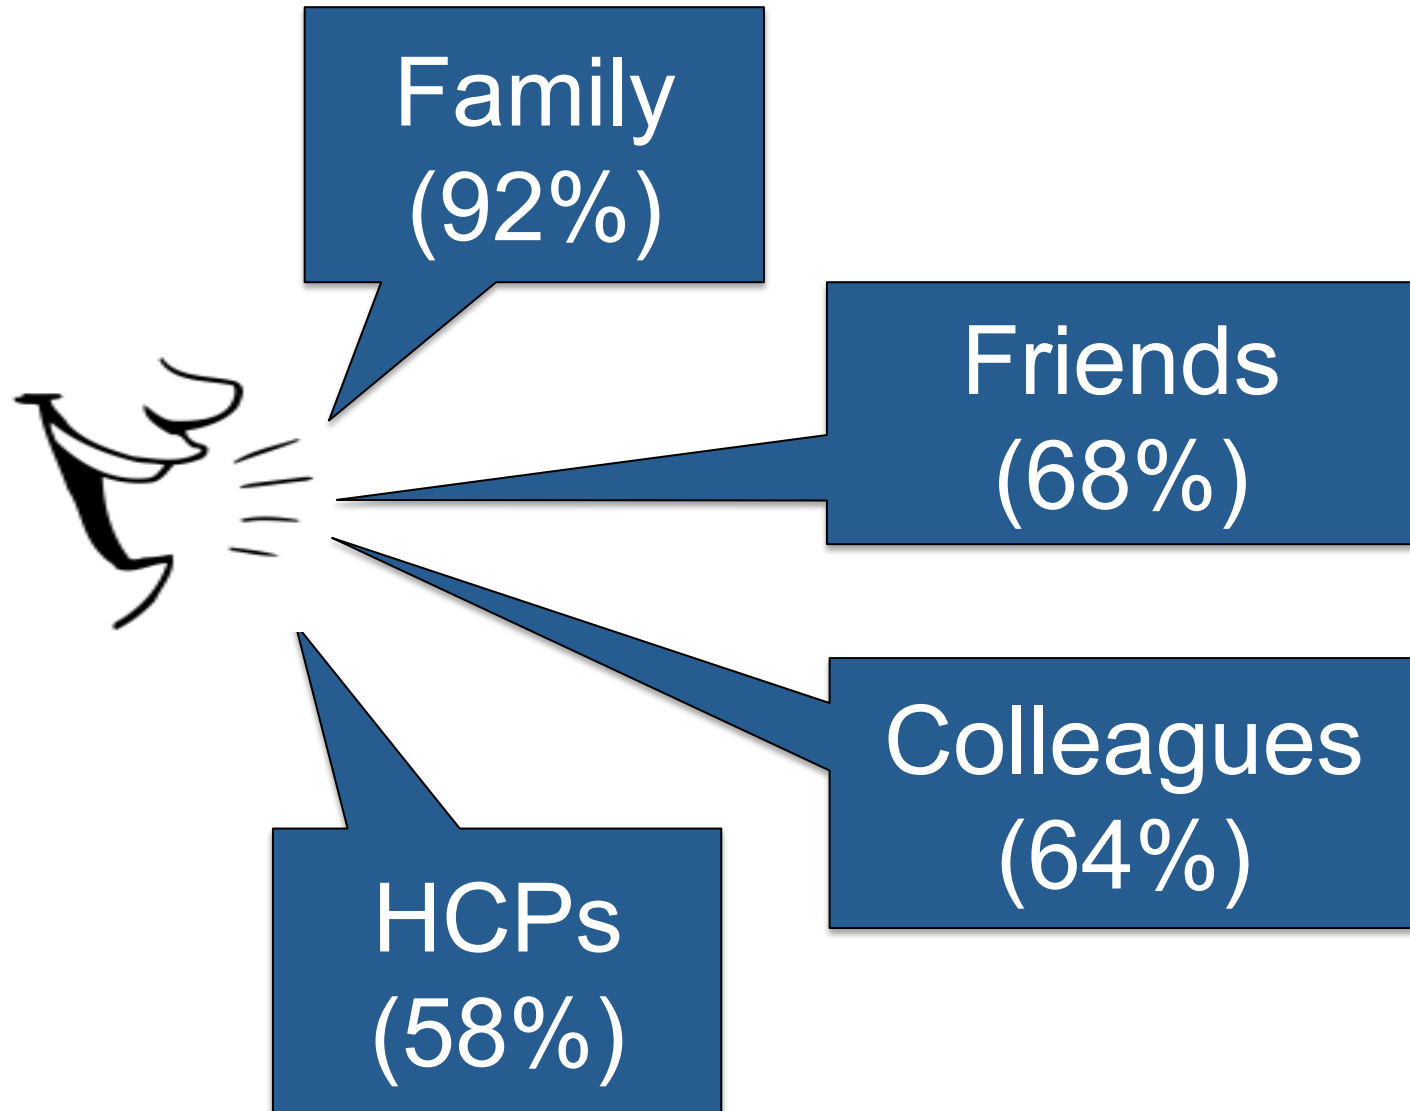 Family
(92%)
Friends
(68%)
Colleagues
(64%)
HCPs
(58%)